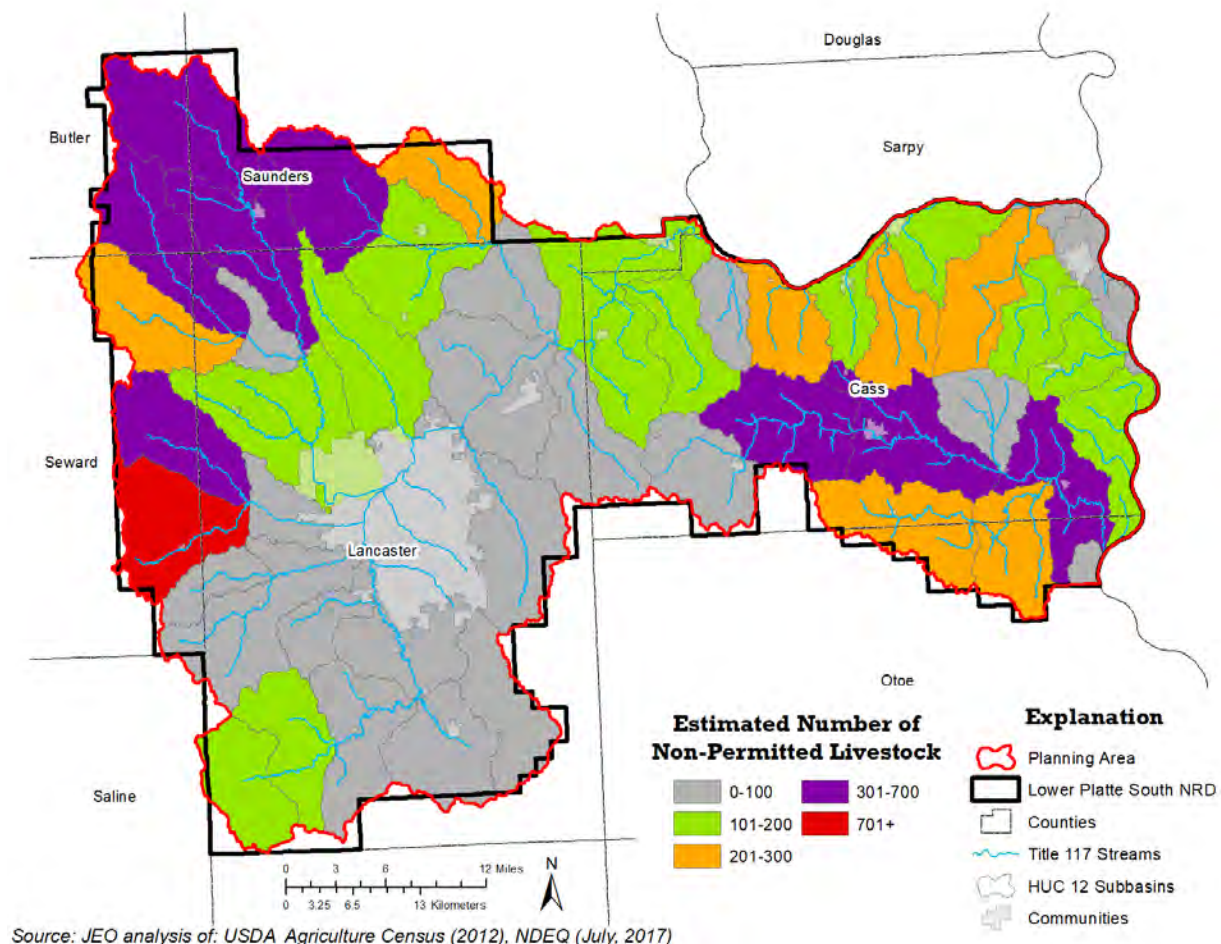 Douglas
Butler
Sarpy
Saunders
Cass
Seward
Lancaster
Otoe
Saline
Estimated Number of
Non-Permitted Livestock
0-100
101-200
201-300
301-700
701+
Explanation
Planning Area
Lower Platte South NRD
Counties
Title 117 Streams
HUC 12 Subbasins
Communities
0 3 6 12 Miles
0 3.25 6.5 13 Kilometers
N
Source: JEO analysis of: USDA Agriculture Census (2012), NDEQ (July, 2017)